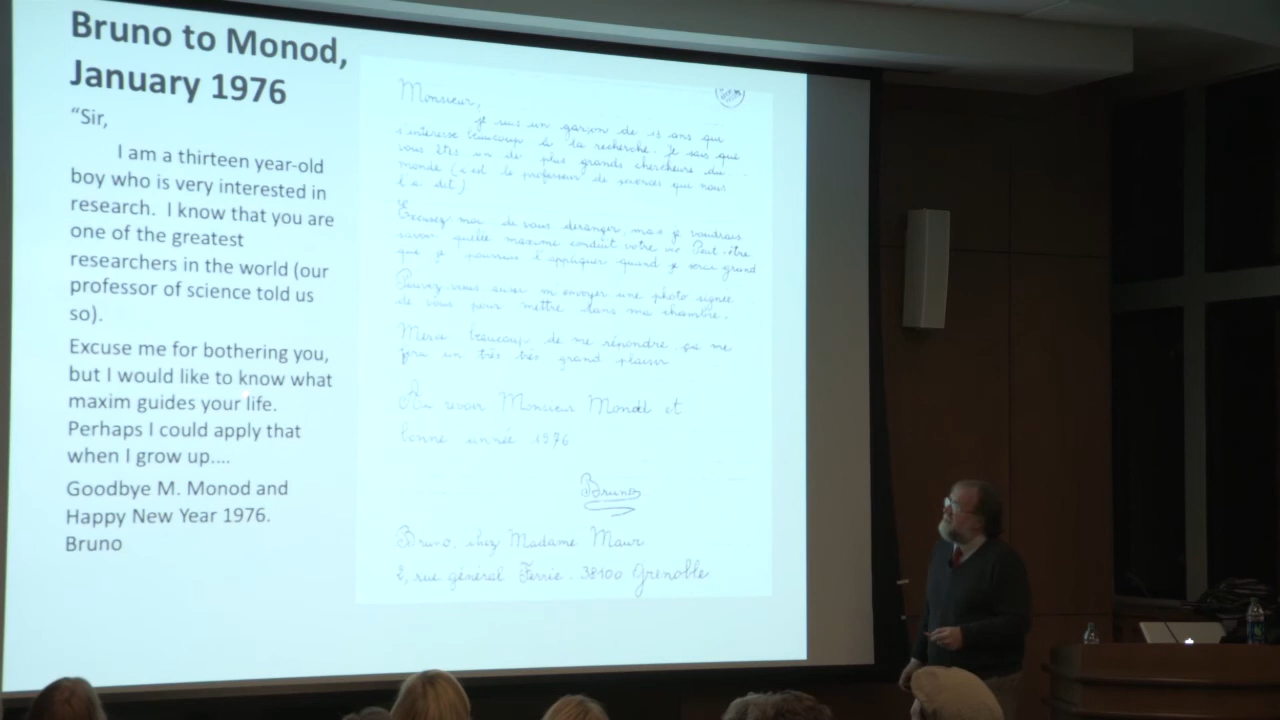 Bruno to Monod,
January 1976
“Sir,
I am a thirteen year-old
boy who is very interested in
research. I know that you are
one of the greatest
researchers in the world (our
professor of science told us
so).
Excuse me for bothering you,
but I would like to know what
maxim guides your life.
Perhaps I could apply that
when I grow up....
Goodbye M. Monod and
Happy New Year 1976.
Bruno
Monsieur,
je suis un garçon de 13 ans qui
s'interesse beaucoup à la recherche. Je sais que
vous êtes un de plus grands chercheurs du
monde (c'est le professeur de sciences qui nous
l'a dit)
Excusez moi de vous deranger, mais je voudrais
savoir quelle maxime conduit votre vie Peut-être
que je pourrais l'appliquer quand je serai grand
Pouvez vous aussi m'envoyer une photo signée
de vous pour mettre dans ma chambre.
Merci beaucoup de me répondre ça me
fera un très très grand plaisir
Au revoir Monsieur Monod et
bonne année 1976
Bruno
Bruno, chez Madame Maur
2, rue général Ferrie. 38100 Grenoble